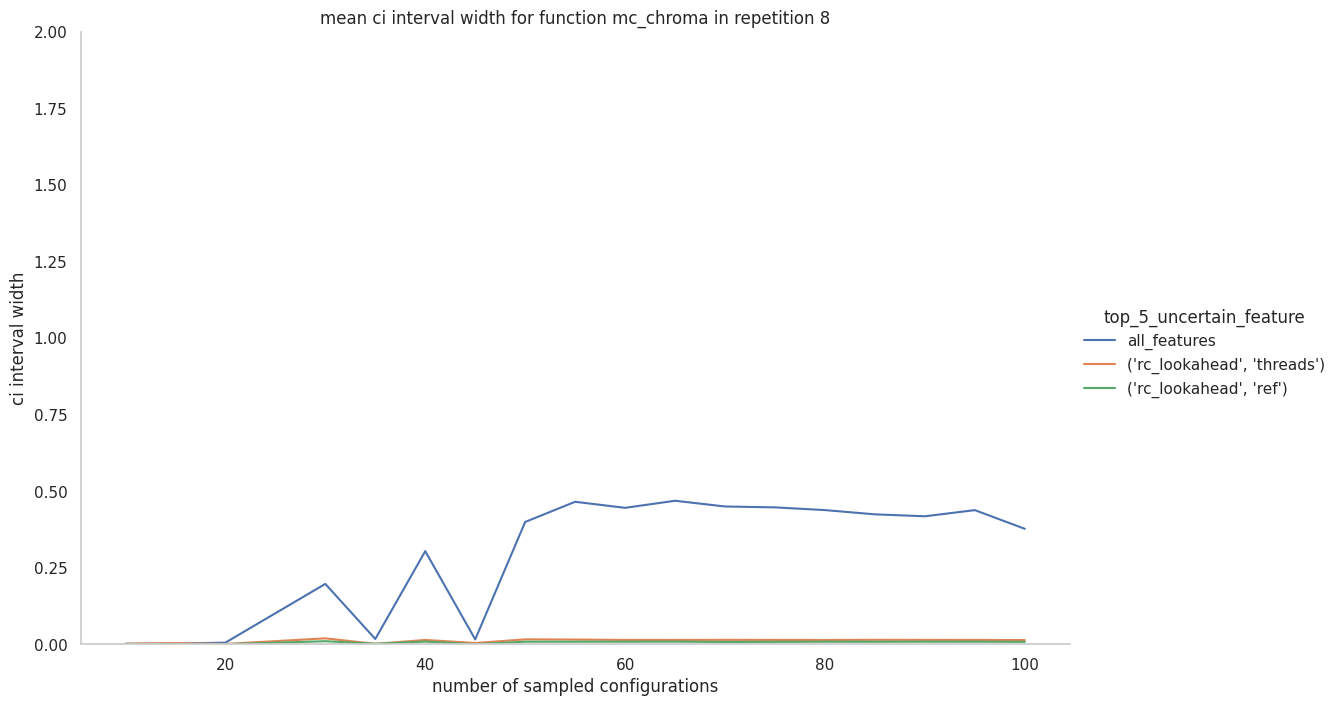 mean ci interval width for function mc_chroma in repetition 8
2.00
1.75
1.50
1.25
1.00
0.75
0.50
0.25
0.00
ci interval width
20
40
60
80
100
number of sampled configurations
top_5_uncertain_feature
all_features
('rc_lookahead', 'threads')
('rc_lookahead', 'ref')